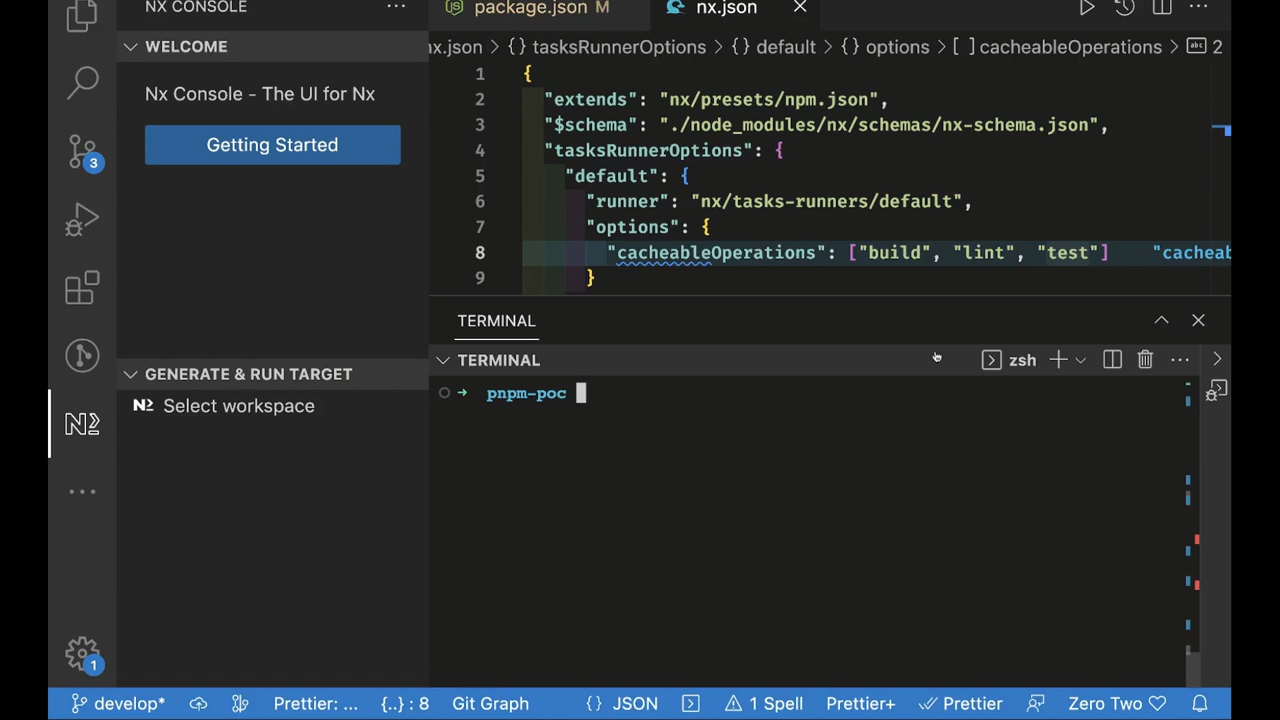 NX CONSOLE
WELCOME
Nx Console - The UI for Nx
Getting Started
GENERATE & RUN TARGET
Select workspace
3
1
package.json M
nx.json
nx.json > {} tasksRunnerOptions > {} default > {} options > [ ] cacheableOperations > abc 2
1 {
2 "extends": "nx/presets/npm.json",
3 "$schema": "./node_modules/nx/schemas/nx-schema.json",
4 "tasksRunnerOptions": {
5 "default": {
6 "runner": "nx/tasks-runners/default",
7 "options": {
8 "cacheableOperations": ["build", "lint", "test"] "cacheab
9 }
TERMINAL
TERMINAL
zsh
pnpm-poc
develop* Prettier: ... {..} : 8 Git Graph {} JSON 1 Spell Prettier+ Prettier Zero Two